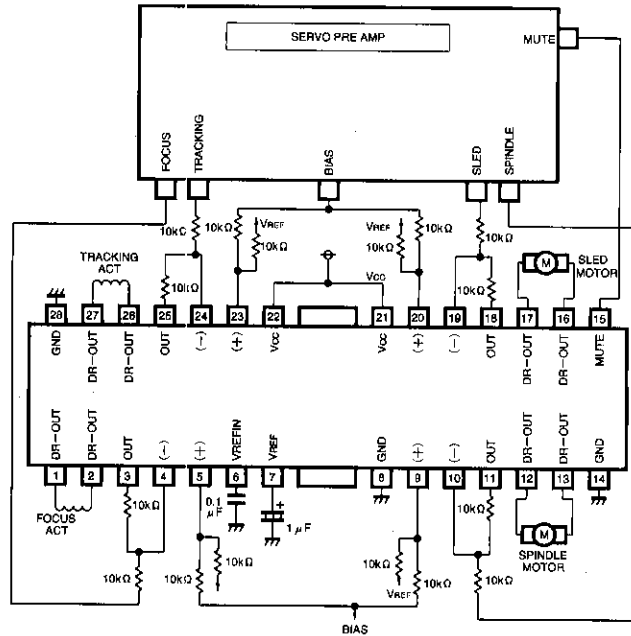 SERVO PRE AMP
MUTE
FOCUS
TRACKING
BIAS
SLED
SPINDLE
10kΩ
10kΩ
VREF
10kΩ
VREF
10kΩ
10kΩ
10kΩ
TRACKING
ACT
10kΩ
VCC
10kΩ
10kΩ
M
SLED
MOTOR
28 27 26 25 24 23 22 21 20 19 18 17 16 15
GND
DR-OUT
DR-OUT
OUT
(-)
(+)
VCC
VCC
(+)
(-)
OUT
DR-OUT
DR-OUT
MUTE
DR-OUT
DR-OUT
OUT
(-)
(+)
VREFIN
VREF
GND
(+)
(-)
OUT
DR-OUT
DR-OUT
GND
1 2 3 4 5 6 7 8 9 10 11 12 13 14
FOCUS
ACT
10kΩ
0.1
μF
+
1μF
10kΩ
M
SPINDLE
MOTOR
10kΩ
10kΩ
10kΩ
10kΩ
VREF
10kΩ
10kΩ
BIAS